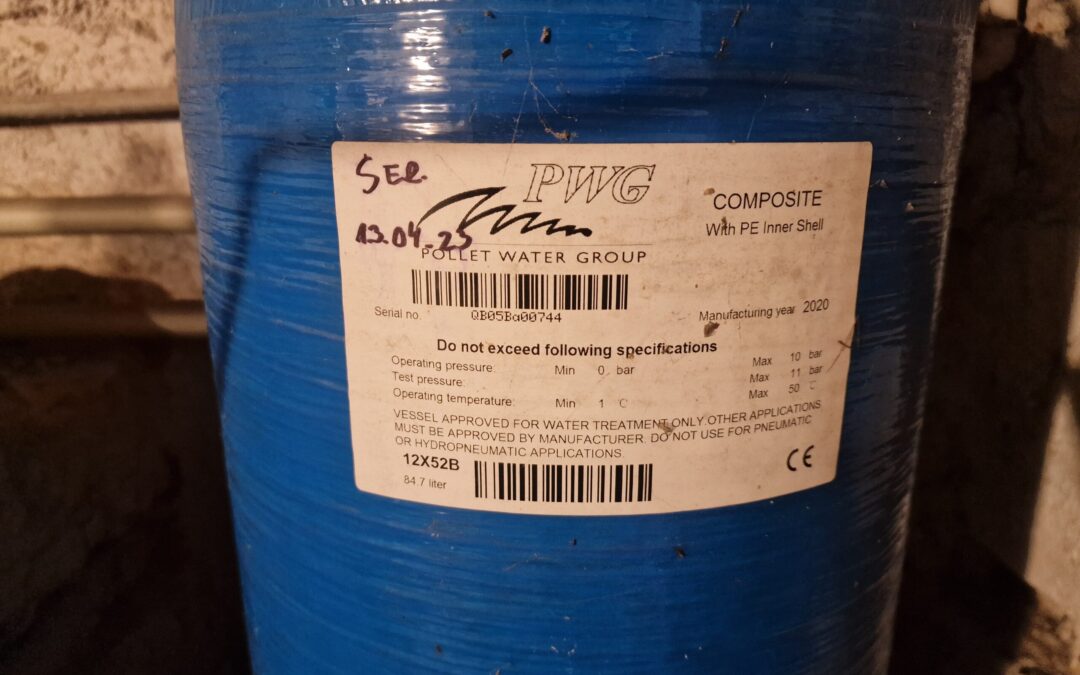 SER.
13.04.25
PWG
POLLET WATER GROUP
COMPOSITE
With PE Inner Shell
Serial no. QB05Ba00744
Manufacturing year 2020
Do not exceed following specifications
Operating pressure: Min 0 bar Max 10 bar
Test pressure: Max 11 bar
Operating temperature: Min 1 C Max 50 C
VESSEL APPROVED FOR WATER TREATMENT ONLY. OTHER APPLICATIONS
MUST BE APPROVED BY MANUFACTURER. DO NOT USE FOR PNEUMATIC
OR HYDROPNEUMATIC APPLICATIONS.
12X52B
84.7 liter
CE